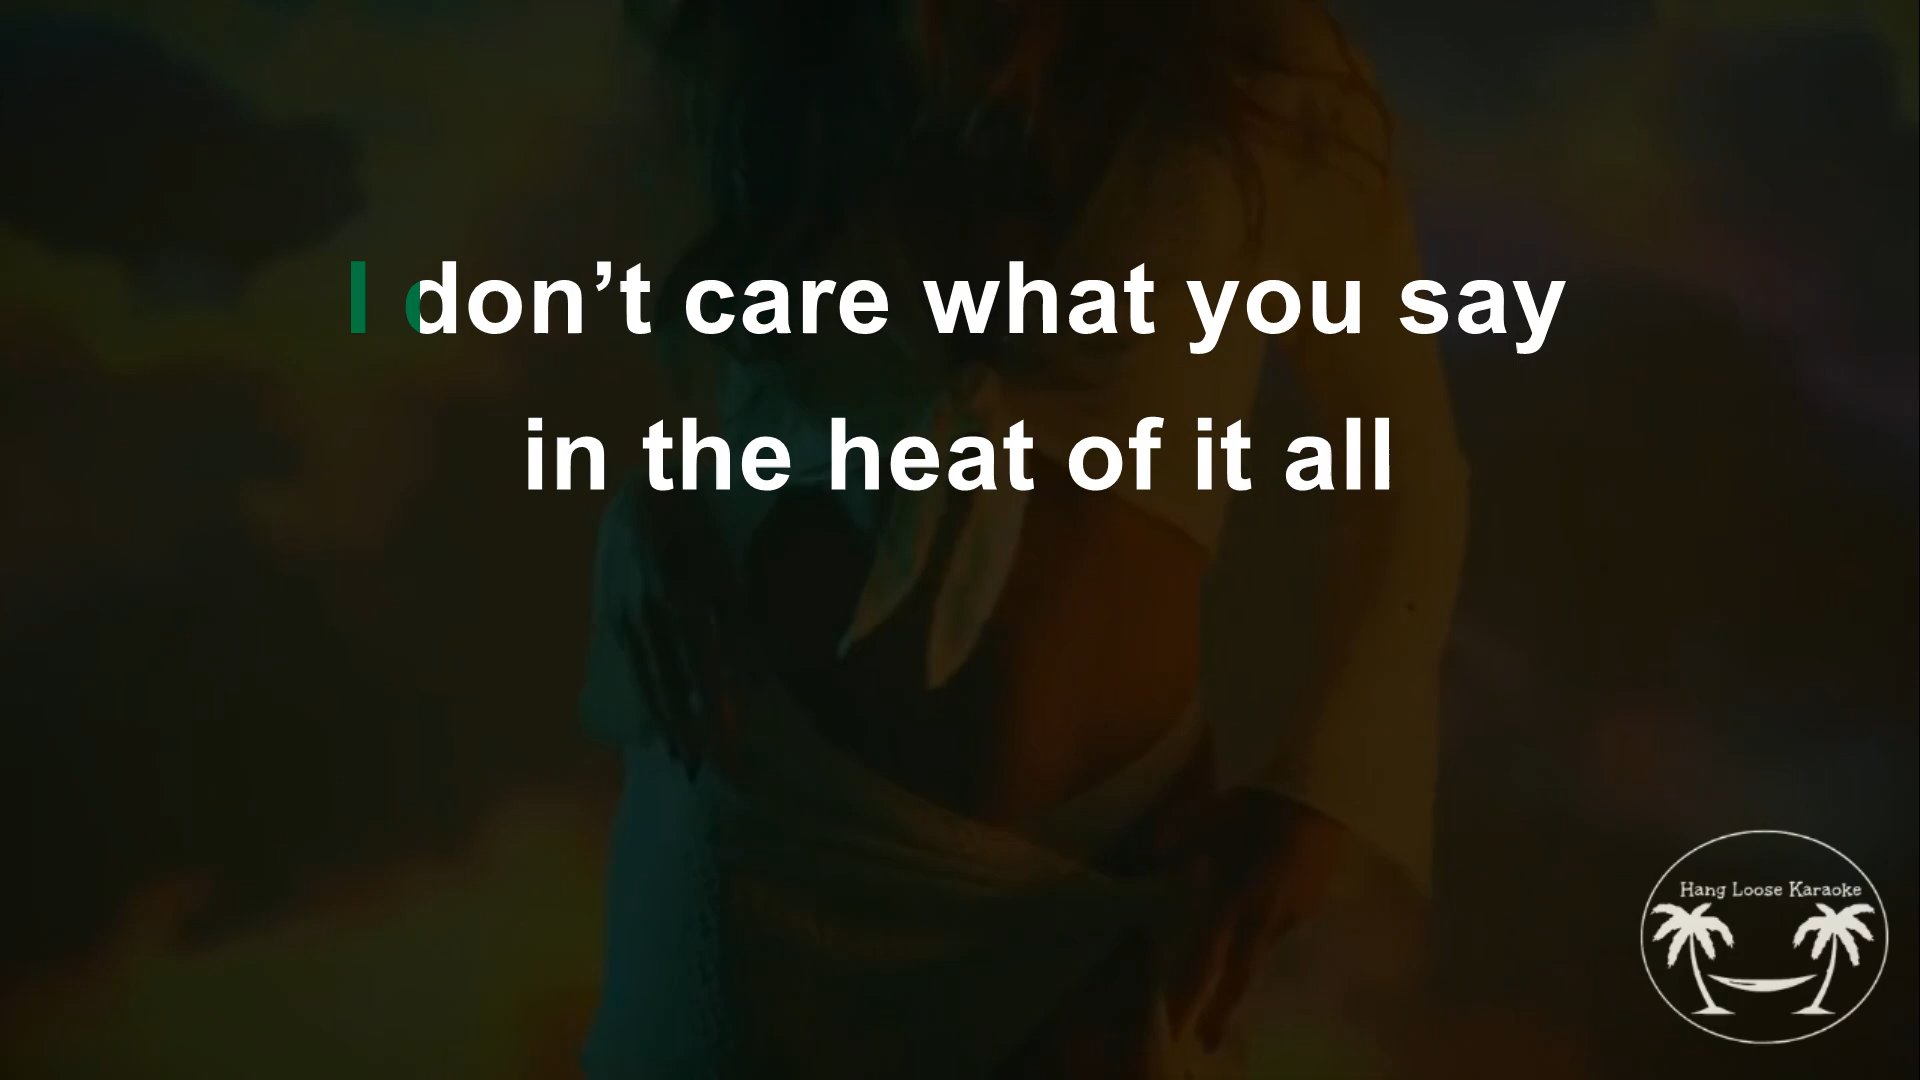 I don’t care what you say
in the heat of it all
Hang Loose Karaoke